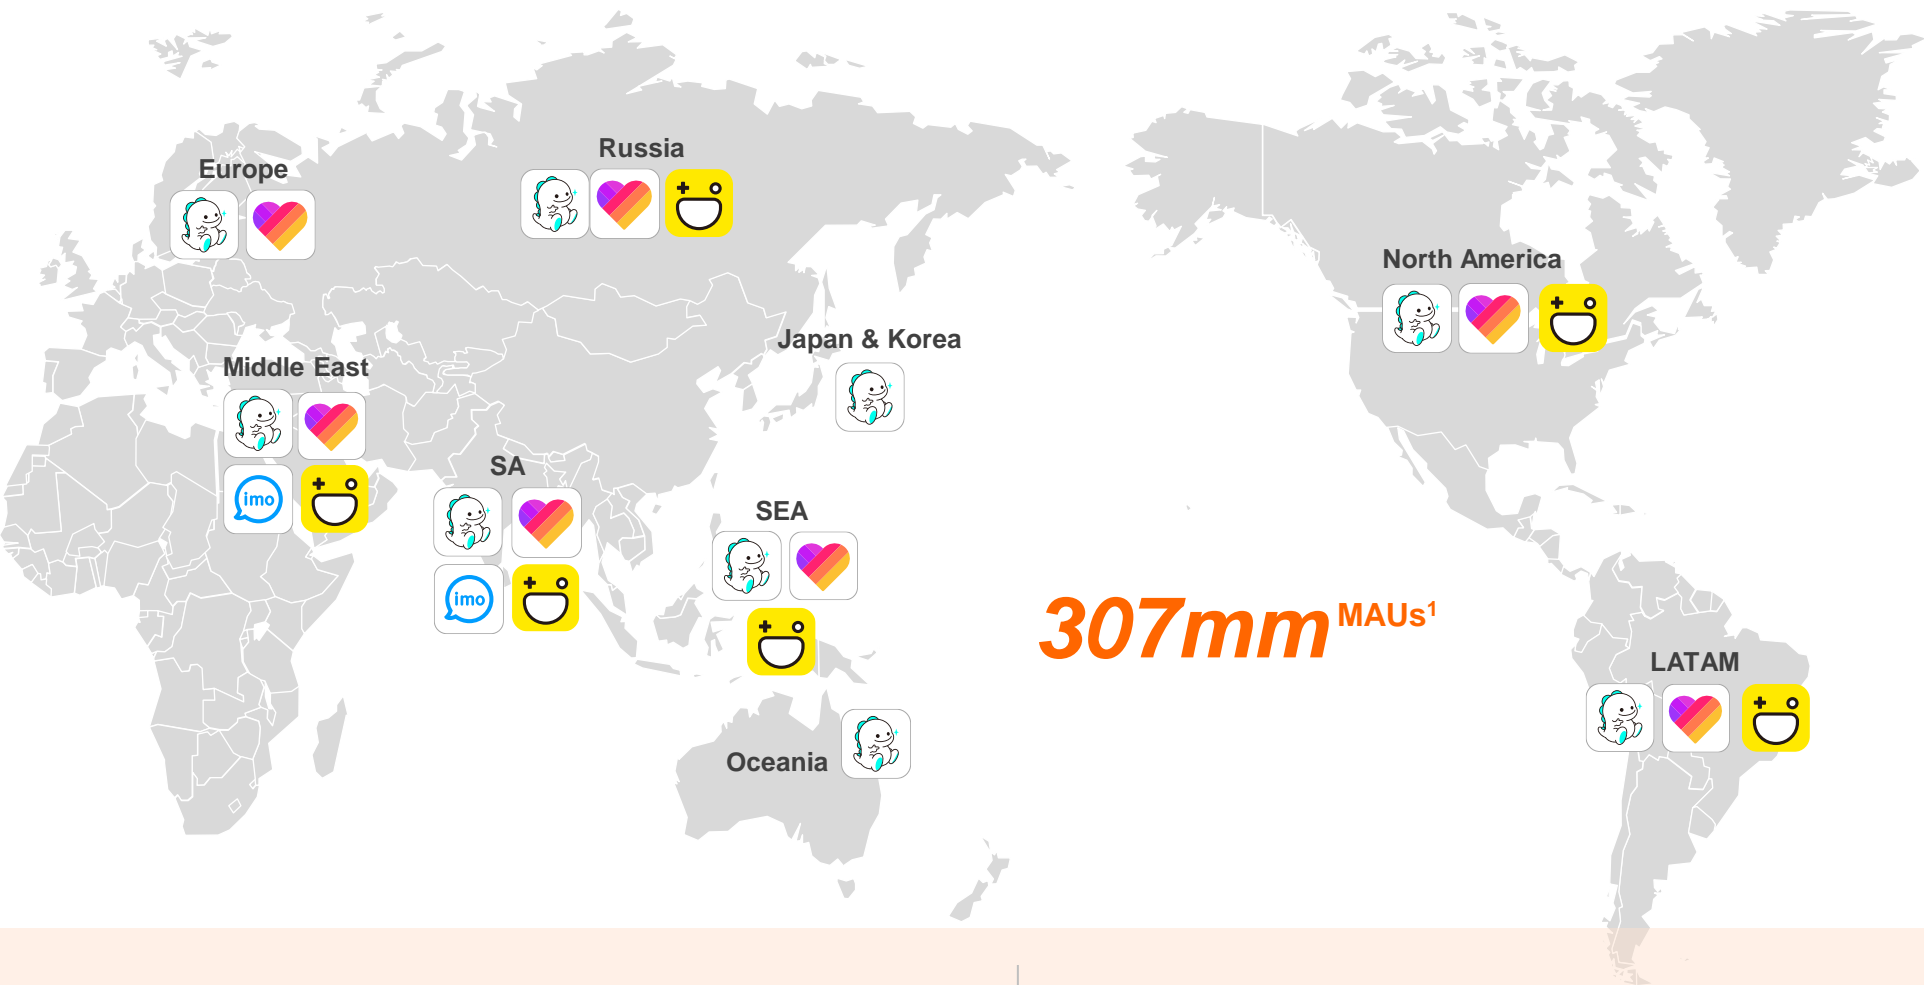 Russia
Europe
North America
Japan & Korea
Middle East
SA
imo
SEA
imo
307mm MAUs¹
LATAM
Oceania